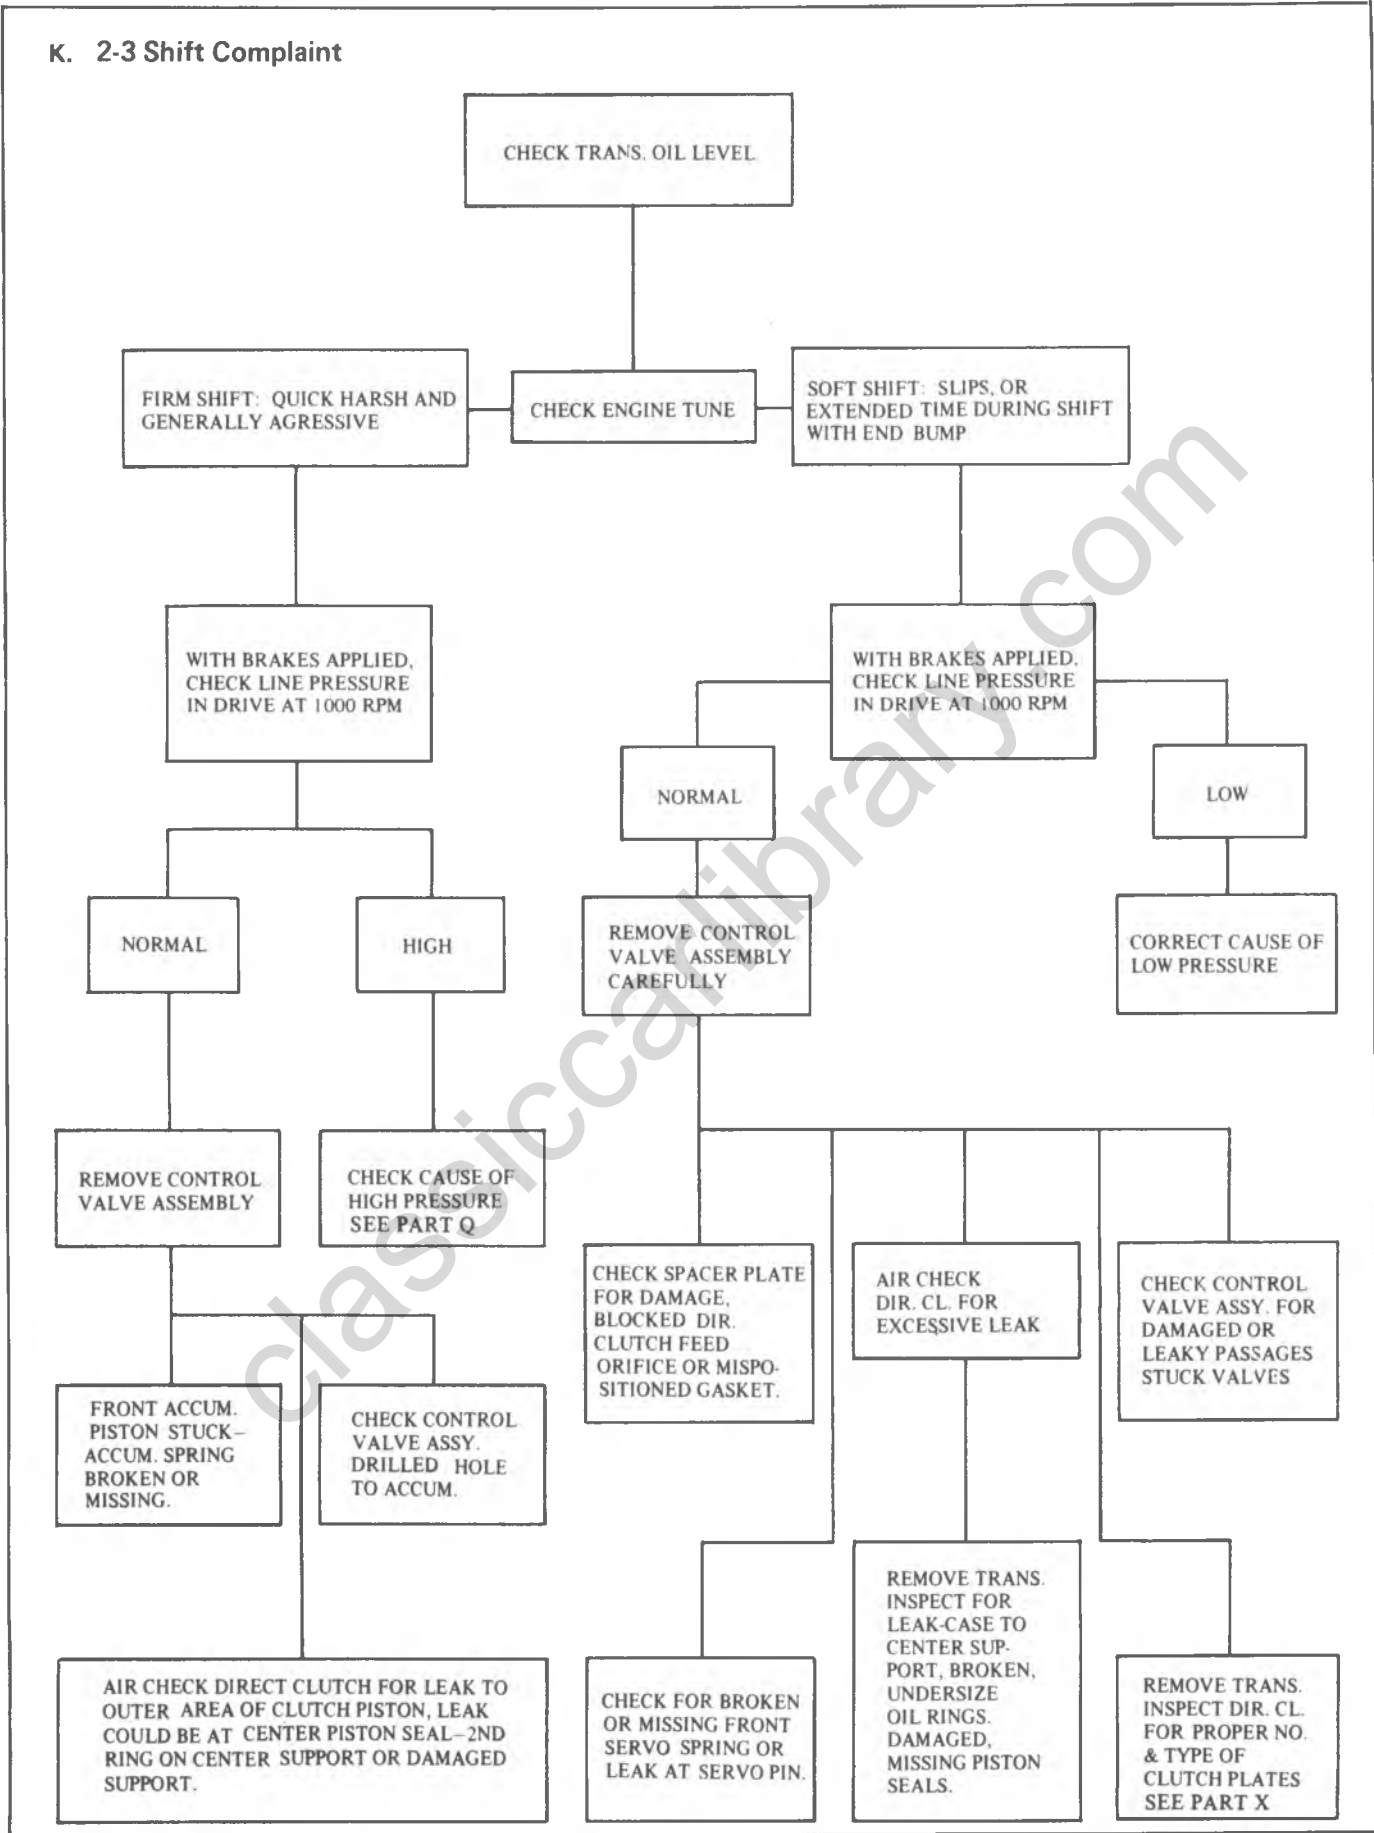 K. 2-3 Shift Complaint
CHECK TRANS. OIL LEVEL
FIRM SHIFT: QUICK HARSH AND
GENERALLY AGRESSIVE
CHECK ENGINE TUNE
SOFT SHIFT: SLIPS, OR
EXTENDED TIME DURING SHIFT
WITH END BUMP
WITH BRAKES APPLIED,
CHECK LINE PRESSURE
IN DRIVE AT 1000 RPM
WITH BRAKES APPLIED,
CHECK LINE PRESSURE
IN DRIVE AT 1000 RPM
NORMAL
LOW
NORMAL
HIGH
REMOVE CONTROL
VALVE ASSEMBLY
CAREFULLY
CORRECT CAUSE OF
LOW PRESSURE
REMOVE CONTROL
VALVE ASSEMBLY
CHECK CAUSE OF
HIGH PRESSURE
SEE PART Q
CHECK SPACER PLATE
FOR DAMAGE,
BLOCKED DIR.
CLUTCH FEED
ORIFICE OR MISPO-
SITIONED GASKET.
AIR CHECK
DIR. CL. FOR
EXCESSIVE LEAK
CHECK CONTROL
VALVE ASSY. FOR
DAMAGED OR
LEAKY PASSAGES
STUCK VALVES
FRONT ACCUM.
PISTON STUCK–
ACCUM. SPRING
BROKEN OR
MISSING.
CHECK CONTROL
VALVE ASSY.
DRILLED HOLE
TO ACCUM.
AIR CHECK DIRECT CLUTCH FOR LEAK TO
OUTER AREA OF CLUTCH PISTON, LEAK
COULD BE AT CENTER PISTON SEAL–2ND
RING ON CENTER SUPPORT OR DAMAGED
SUPPORT.
CHECK FOR BROKEN
OR MISSING FRONT
SERVO SPRING OR
LEAK AT SERVO PIN.
REMOVE TRANS.
INSPECT FOR
LEAK-CASE TO
CENTER SUP-
PORT, BROKEN,
UNDERSIZE
OIL RINGS.
DAMAGED,
MISSING PISTON
SEALS.
REMOVE TRANS.
INSPECT DIR. CL.
FOR PROPER NO.
& TYPE OF
CLUTCH PLATES
SEE PART X
classiccarlibrary.com